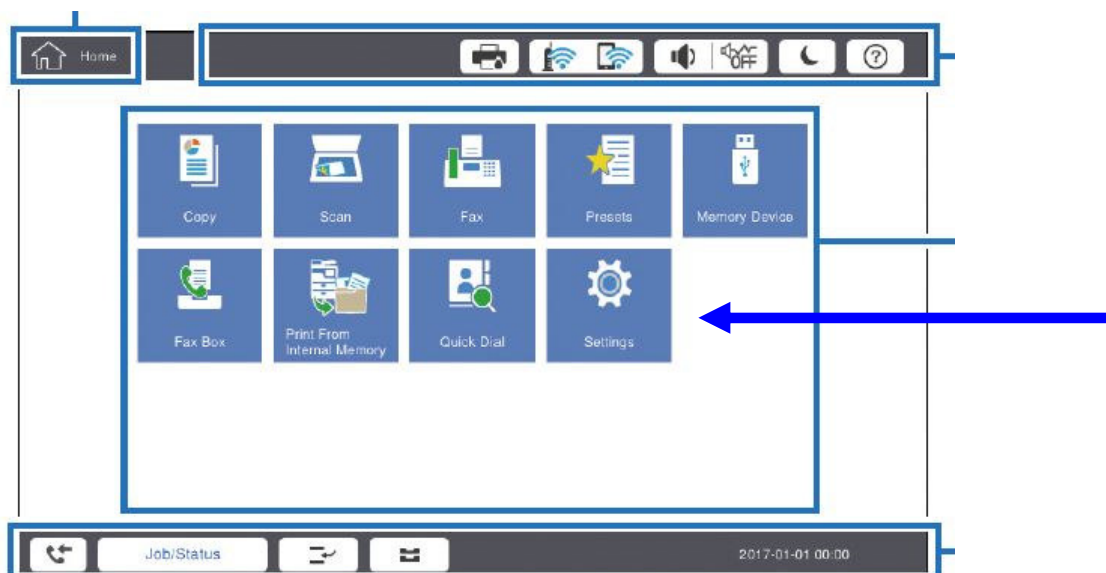 Home
OFF
?
Copy
Scan
Fax
Presets
Memory Device
Fax Box
Print From
Internal Memory
Quick Dial
Settings
Job/Status
2017-01-01 00:00